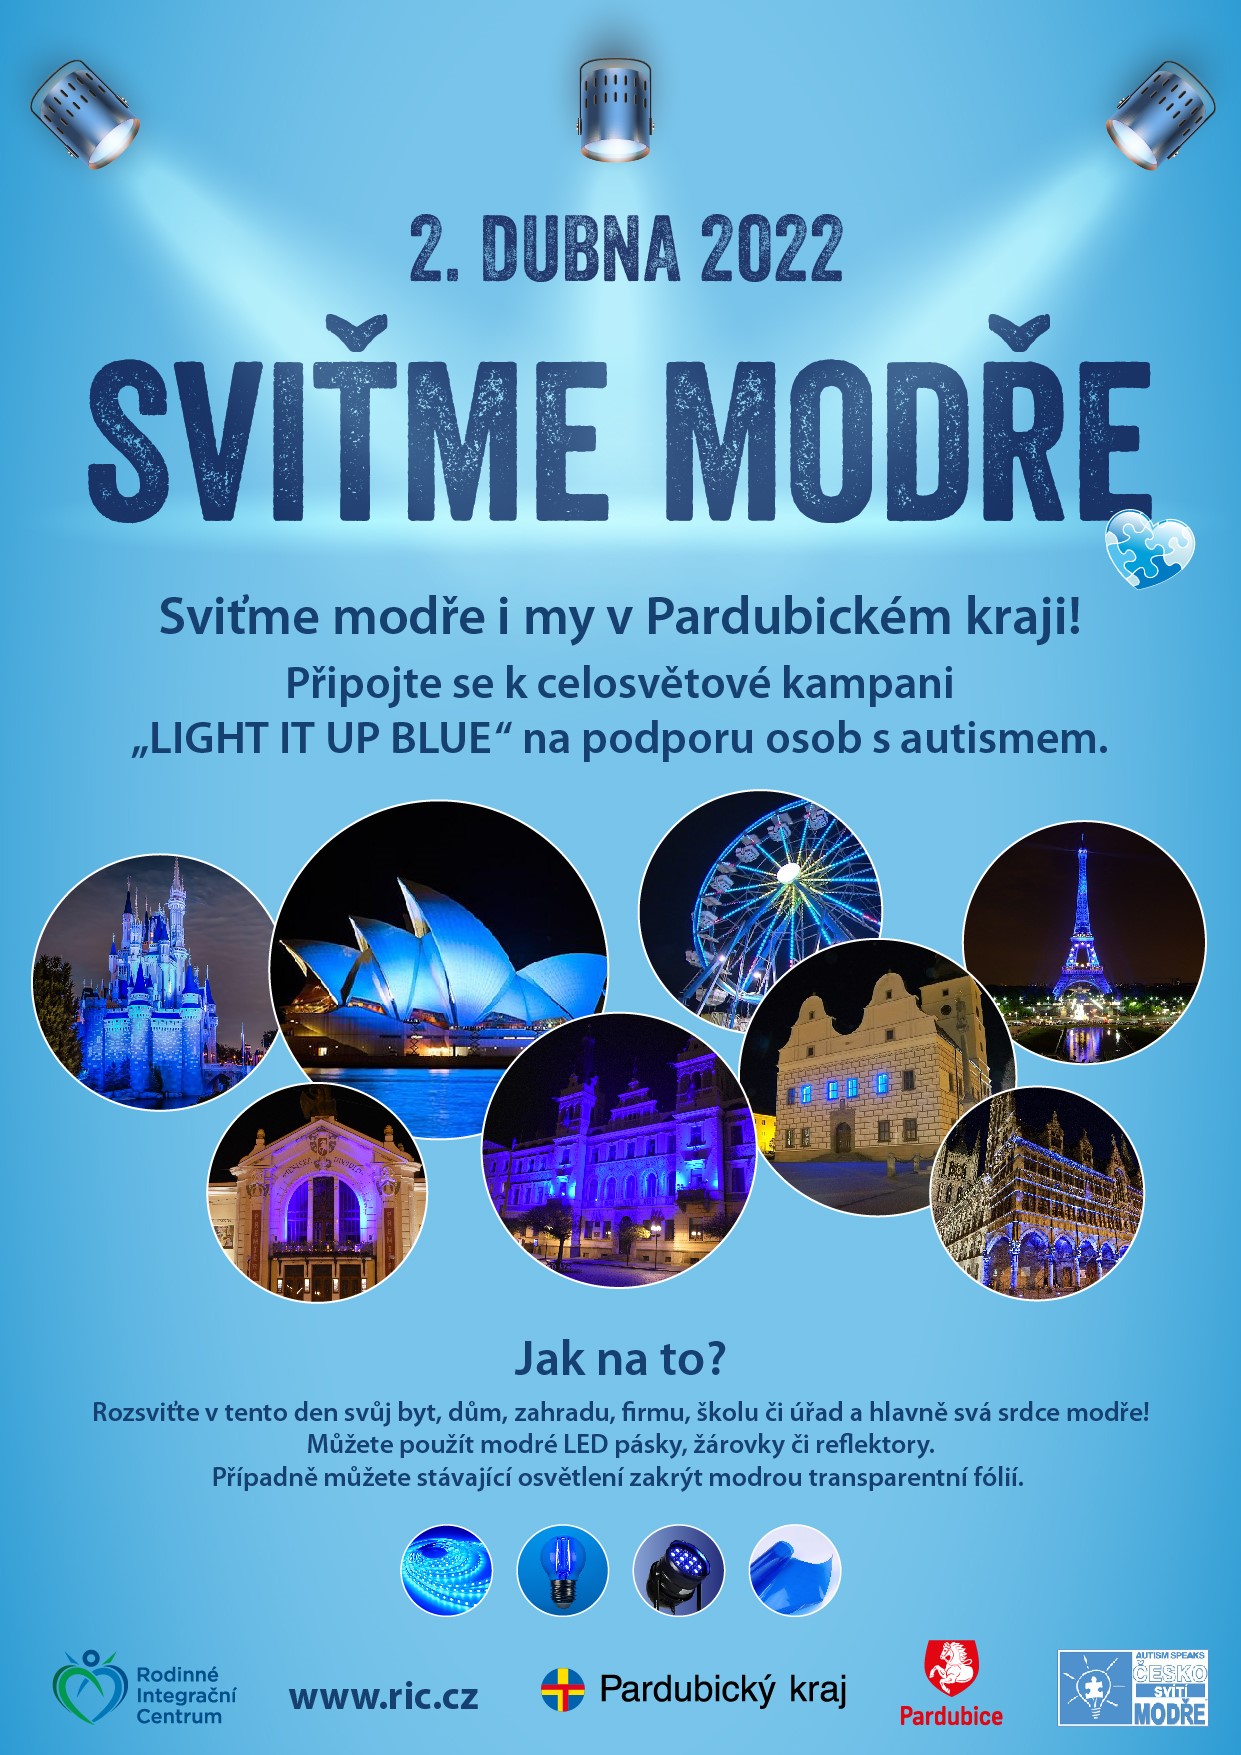 2. DUBNA 2022
SVIŤME MODŘE
Sviťme modře i my v Pardubickém kraji!
Připojte se k celosvětové kampani
„LIGHT IT UP BLUE“ na podporu osob s autismem.
Jak na to?
Rozsviťte v tento den svůj byt, dům, zahradu, firmu, školu či úřad a hlavně svá srdce modře!
Můžete použít modré LED pásky, žárovky či reflektory.
Případně můžete stávající osvětlení zakrýt modrou transparentní fólií.
Rodinné
Integrační
Centrum
www.ric.cz
Pardubický kraj
Pardubice
AUTISM SPEAKS
ČESKO
SVÍTÍ
MODŘE